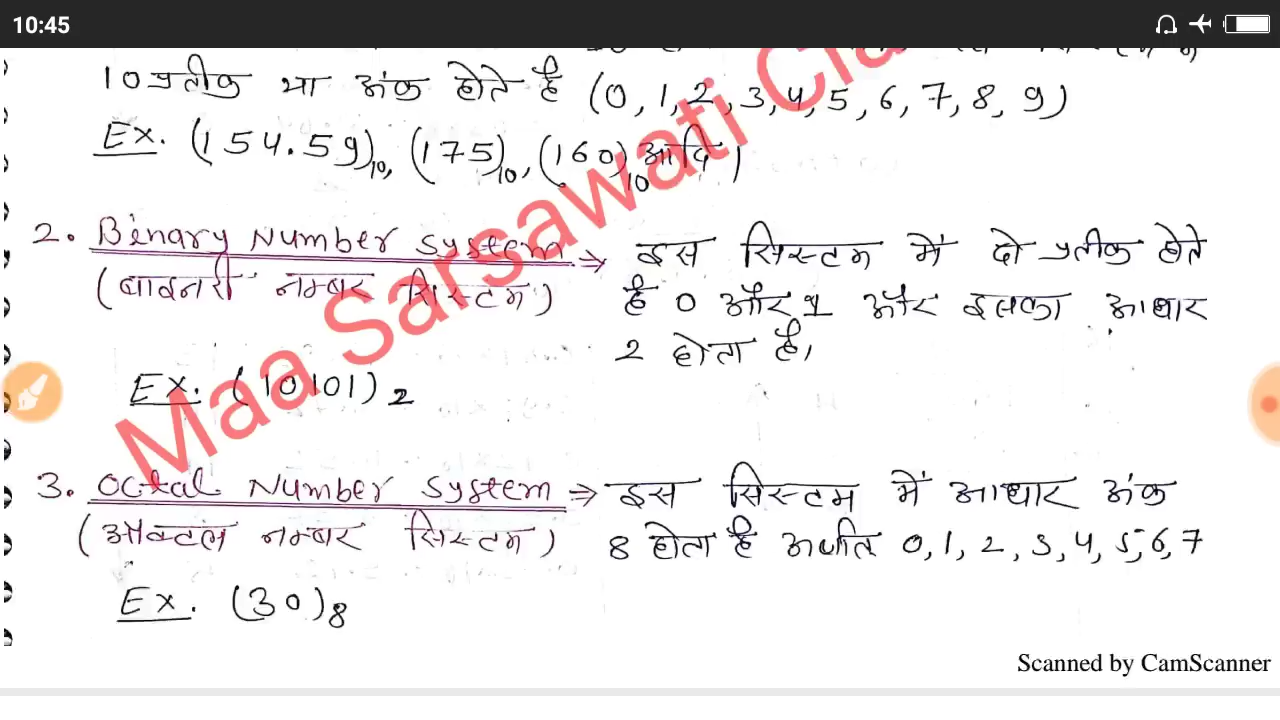 10:45
10 प्रतीक या अंक होते है (0, 1, 2, 3, 4, 5, 6, 7, 8, 9)
Ex. (154.59)10, (175)10, (160)10 आदि।
2. Binary Number System ⇒ इस सिस्टम में दो प्रतीक होते
(बायनरी नम्बर सिस्टम) है 0 और 1 और इसका आधार
2 होता है,
Ex. (10101)2
3. Octal Number System ⇒ इस सिस्टम में आधार अंक
(ऑक्टल नम्बर सिस्टम) 8 होता है अर्थात 0, 1, 2, 3, 4, 5, 6, 7
Ex. (30)8
Maa Sarsawati
Scanned by CamScanner